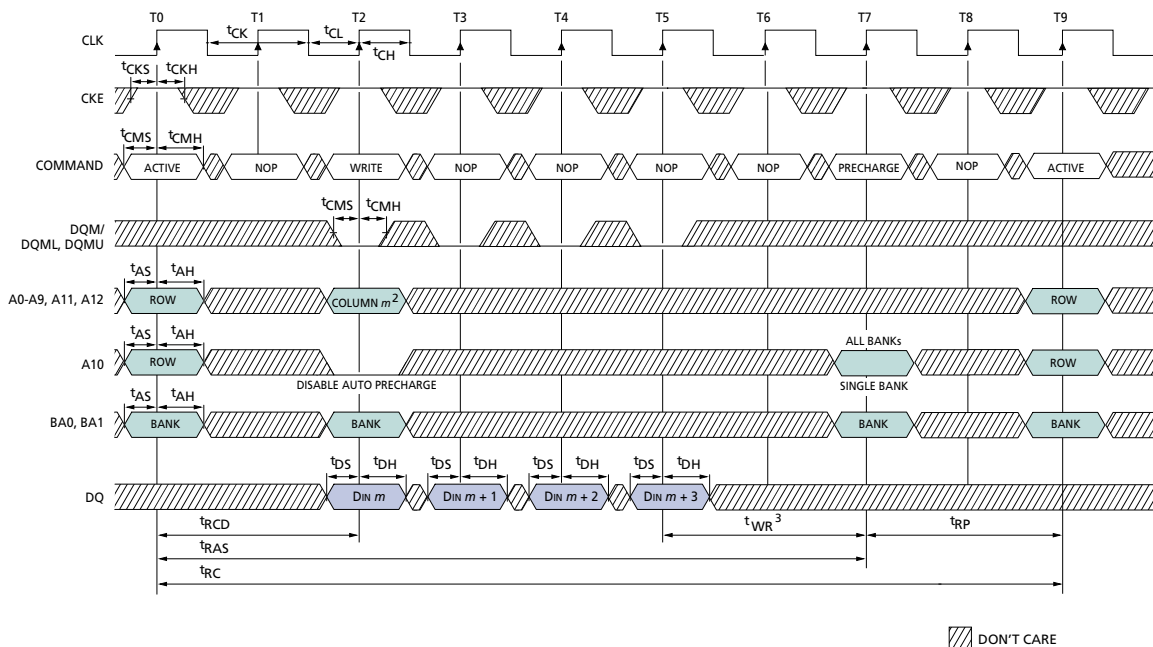 T0 T1 T2 T3 T4 T5 T6 T7 T8 T9
CLK tCK tCL tCH
tCKS tCKH
CKE
tCMS tCMH
COMMAND ACTIVE NOP WRITE NOP NOP NOP NOP PRECHARGE NOP ACTIVE
tCMS tCMH
DQM/
DQML, DQMU
tAS tAH
A0-A9, A11, A12 ROW COLUMN m2 ROW
tAS tAH ALL BANKs
A10 ROW ROW
DISABLE AUTO PRECHARGE SINGLE BANK
tAS tAH
BA0, BA1 BANK BANK BANK BANK
tDS tDH tDS tDH tDS tDH tDS tDH
DQ DIN m DIN m + 1 DIN m + 2 DIN m + 3
tRCD tWR3 tRP
tRAS
tRC
DON'T CARE